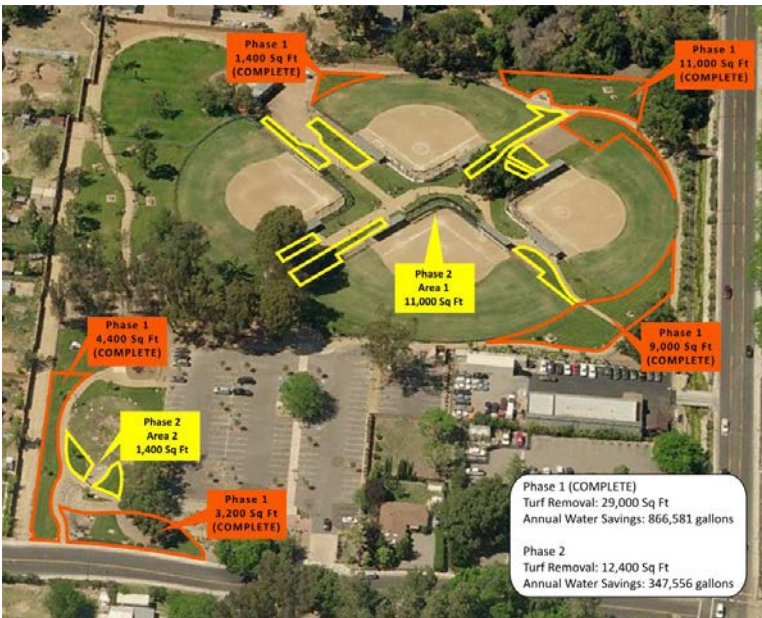 Phase 1
1,400 Sq Ft
(COMPLETE)
Phase 1
11,000 Sq Ft
(COMPLETE)
Phase 2
Area 1
11,000 Sq Ft
Phase 1
4,400 Sq Ft
(COMPLETE)
Phase 1
9,000 Sq Ft
(COMPLETE)
Phase 2
Area 2
1,400 Sq Ft
Phase 1
3,200 Sq Ft
(COMPLETE)
Phase 1 (COMPLETE)
Turf Removal: 29,000 Sq Ft
Annual Water Savings: 866,581 gallons
Phase 2
Turf Removal: 12,400 Sq Ft
Annual Water Savings: 347,556 gallons